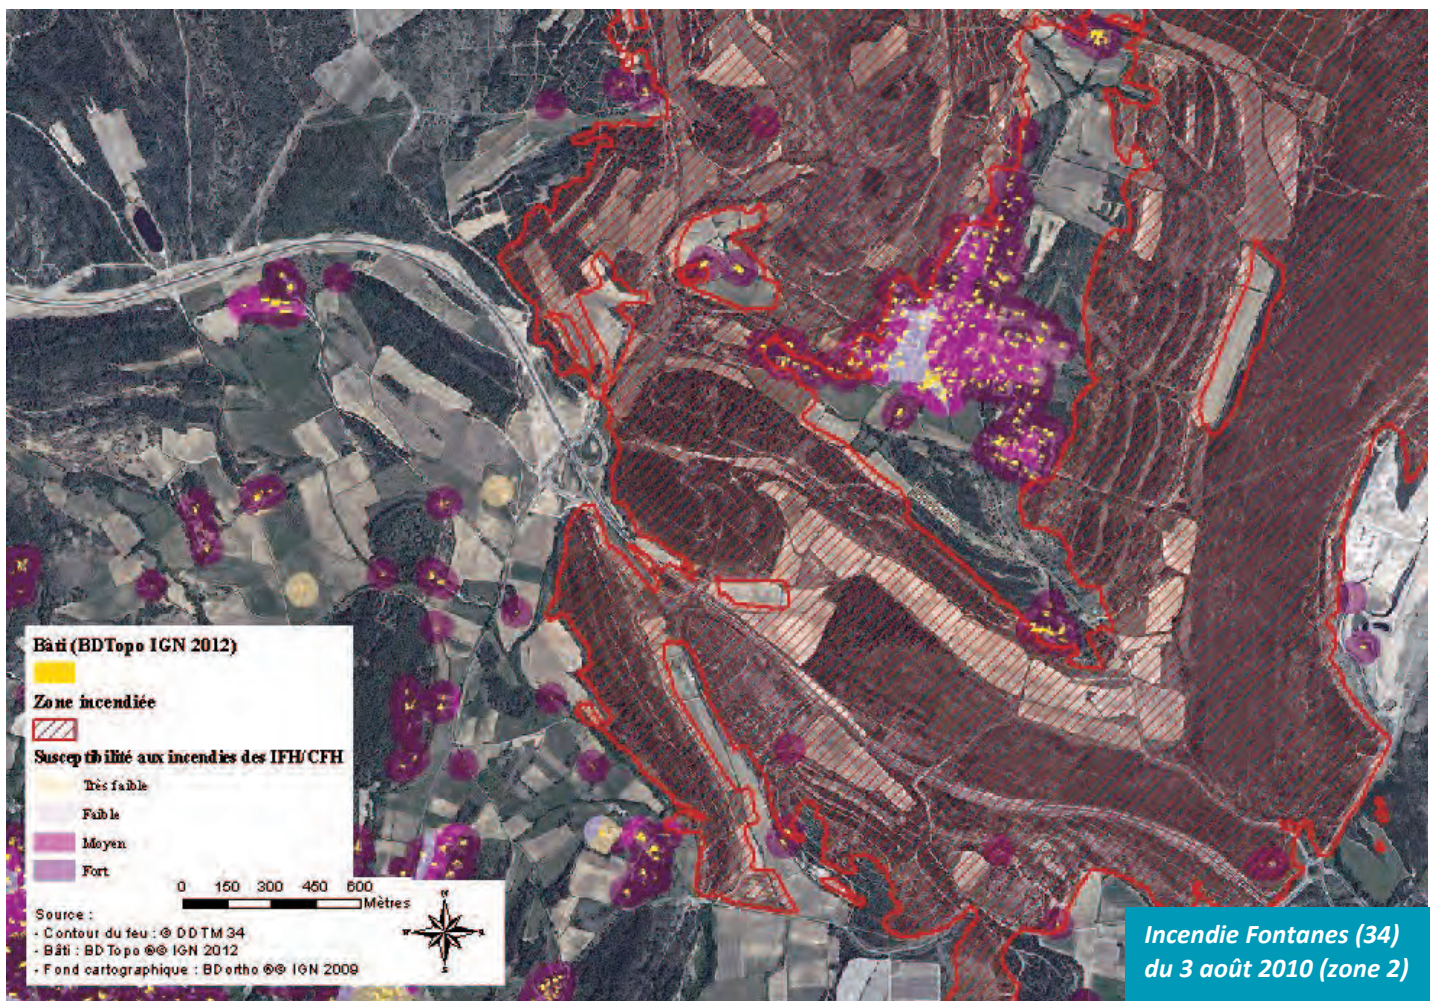 Bâti (BDTopo IGN 2012)
Zone incendiée
Susceptibilité aux incendies des IFH/CFH
Très faible
Faible
Moyen
Fort
0 150 300 450 600
Mètres
Source :
- Contour du feu : © DDTM 34
- Bâti : BD Topo ®© IGN 2012
- Fond cartographique : BD ortho ®© IGN 2009
Incendie Fontanes (34)
du 3 août 2010 (zone 2)